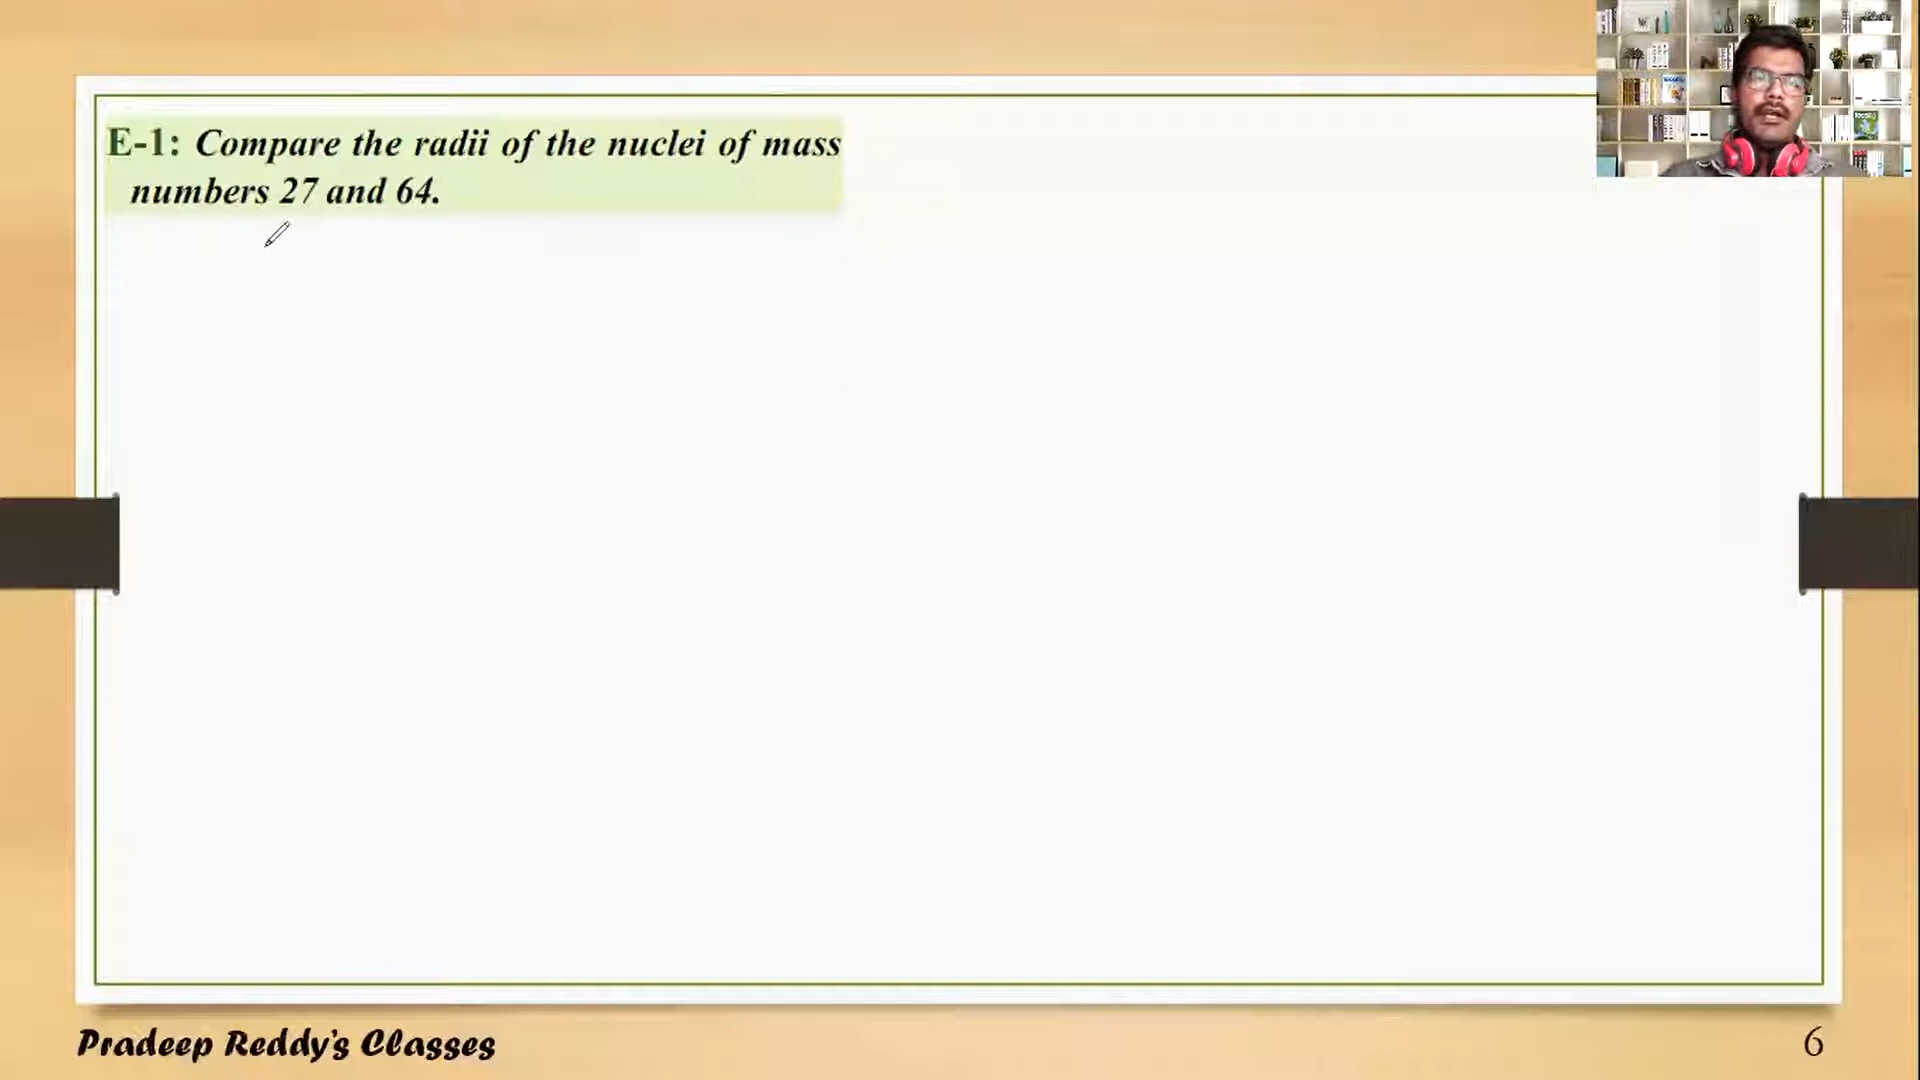 E-1: Compare the radii of the nuclei of mass
numbers 27 and 64.
Pradeep Reddy's Classes
6